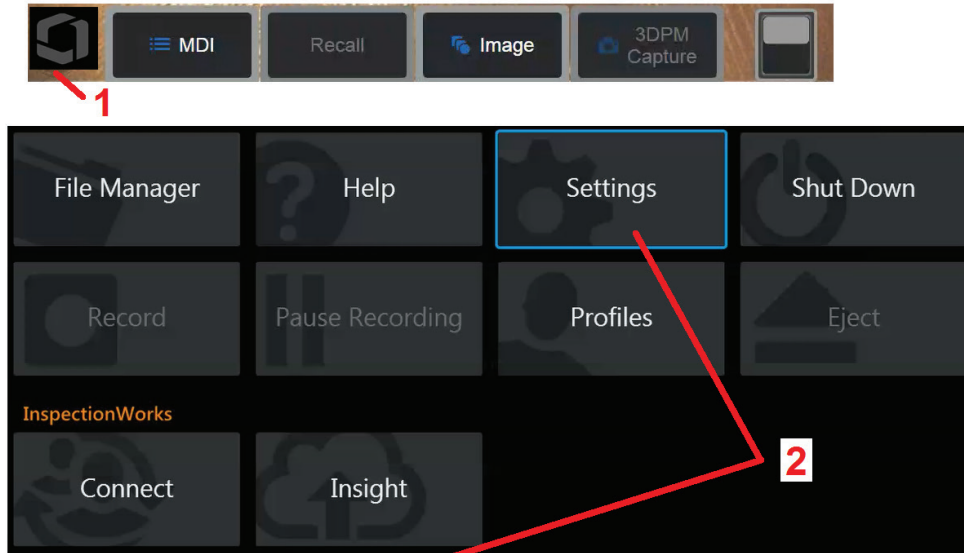 MDI
Recall
Image
3DPM
Capture
1
File Manager
Help
Settings
Shut Down
Record
Pause Recording
Profiles
Eject
InspectionWorks
Connect
Insight
2